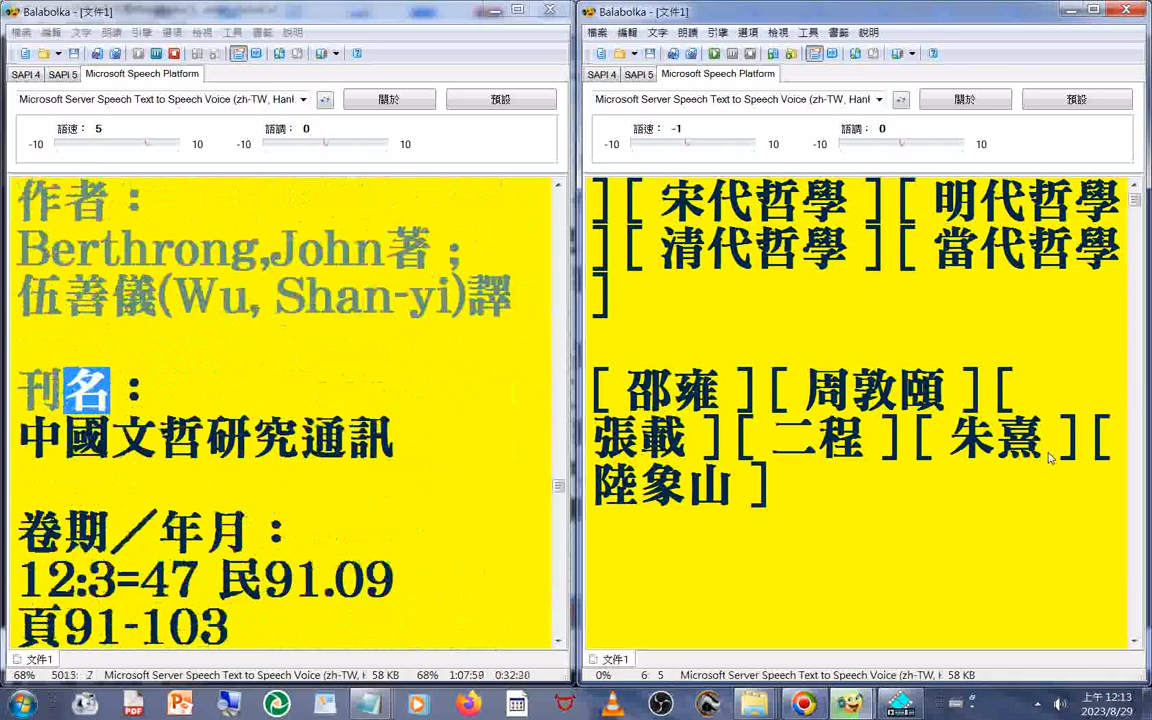 Balabolka - [文件1]
檔案 編輯 文字 朗讀 引擎 選項 檢視 工具 書籤 說明
SAPI 4 SAPI 5 Microsoft Speech Platform
Microsoft Server Speech Text to Speech Voice (zh-TW, Hanl 關於 預設
語速： 5 語調： 0
-10 10 -10 10
作者：
Berthrong,John著；
伍善儀(Wu, Shan-yi)譯
刊名：
中國文哲研究通訊
卷期／年月：
12:3=47 民91.09
頁91-103
文件1
68% 5013: 7 Microsoft Server Speech Text to Speech Voice (zh-TW, H 58 KB 68% 1:07:59 0:32:38
Balabolka - [文件1]
檔案 編輯 文字 朗讀 引擎 選項 檢視 工具 書籤 說明
SAPI 4 SAPI 5 Microsoft Speech Platform
Microsoft Server Speech Text to Speech Voice (zh-TW, Hanl 關於 預設
語速： -1 語調： 0
-10 10 -10 10
][ 宋代哲學 ][ 明代哲學
][ 清代哲學 ][ 當代哲學
]
[ 邵雍 ][ 周敦頤 ][
張載 ][ 二程 ][ 朱熹 ][
陸象山 ]
文件1
0% 6: 5 Microsoft Server Speech Text to Speech Voice (zh-TW, H 58 KB
上午 12:13
2023/8/29